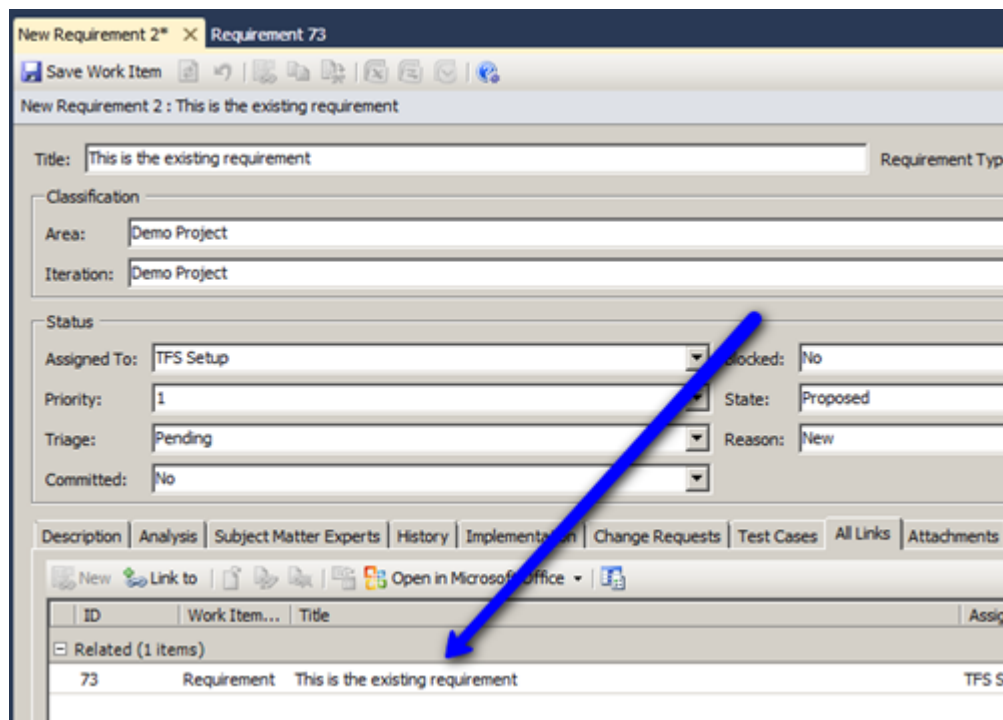 New Requirement 2* Requirement 73
Save Work Item
New Requirement 2 : This is the existing requirement
Title: This is the existing requirement Requirement Typ
Classification
Area: Demo Project
Iteration: Demo Project
Status
Assigned To: TFS Setup Blocked: No
Priority: 1 State: Proposed
Triage: Pending Reason: New
Committed: No
Description Analysis Subject Matter Experts History Implementation Change Requests Test Cases All Links Attachments
New Link to Open in Microsoft Office
ID Work Item... Title Assig
Related (1 items)
73 Requirement This is the existing requirement TFS S